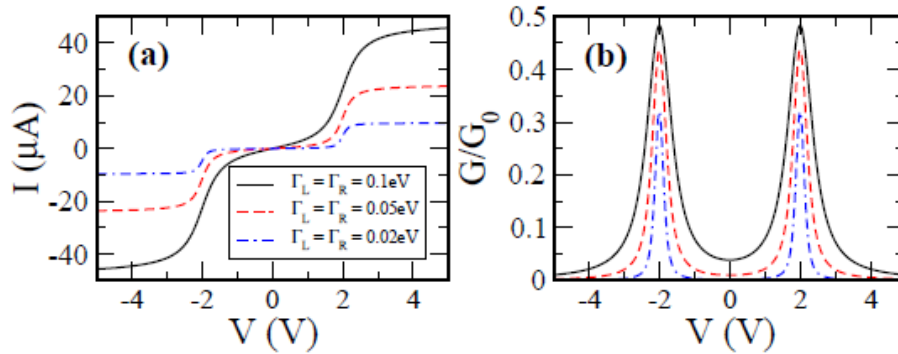 (a)
I (μA)
40
20
0
-20
-40
Γ_L = Γ_R = 0.1eV
Γ_L = Γ_R = 0.05eV
Γ_L = Γ_R = 0.02eV
-4 -2 0 2 4
V (V)
(b)
G/G_0
0.5
0.4
0.3
0.2
0.1
0
-4 -2 0 2 4
V (V)